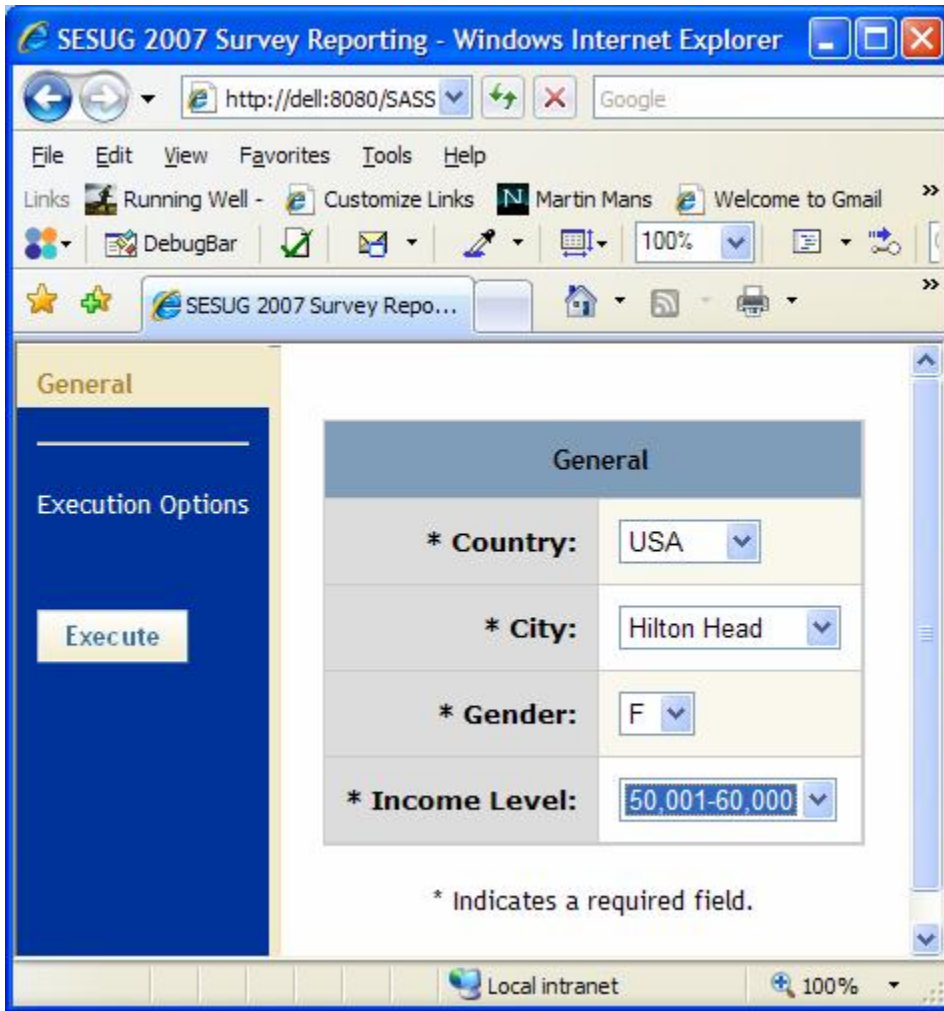 SESUG 2007 Survey Reporting - Windows Internet Explorer
http://dell:8080/SASS
Google
File Edit View Favorites Tools Help
Links Running Well - Customize Links N Martin Mans Welcome to Gmail »
DebugBar 100%
SESUG 2007 Survey Repo... »
General
Execution Options
Execute
General
* Country: USA
* City: Hilton Head
* Gender: F
* Income Level: 50,001-60,000
* Indicates a required field.
Local intranet 100%